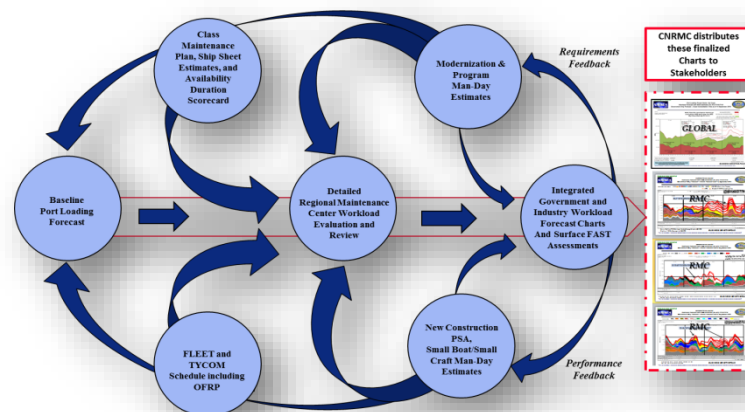 Class
Maintenance
Plan, Ship Sheet
Estimates, and
Availability
Duration
Scorecard
Modernization &
Program
Man-Day
Estimates
Requirements
Feedback
CNRMC distributes
these finalized
Charts to
Stakeholders
GLOBAL
Baseline
Port Loading
Forecast
Detailed
Regional Maintenance
Center Workload
Evaluation and
Review
Integrated
Government and
Industry Workload
Forecast Charts
And Surface FAST
Assessments
RMC
RMC
RMC
FLEET and
TYCOM
Schedule including
OFRP
New Construction
PSA,
Small Boat/Small
Craft Man-Day
Estimates
Performance
Feedback